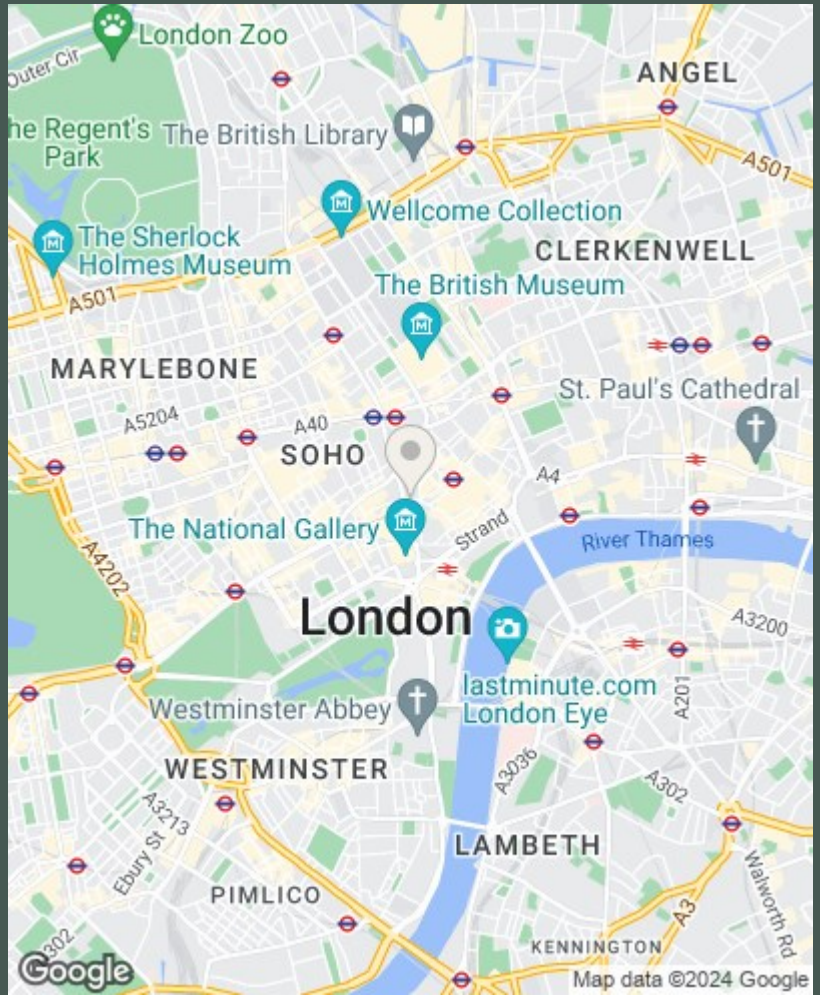 London Zoo
Outer Cir
ANGEL
he Regent's
Park
The British Library
A501
Wellcome Collection
The Sherlock
Holmes Museum
CLERKENWELL
A501
The British Museum
MARYLEBONE
St. Paul's Cathedral
A5204
A40
SOHO
A4
The National Gallery
Strand
River Thames
A4202
London
A3200
lastminute.com
London Eye
Westminster Abbey
A201
WESTMINSTER
A3036
A302
A3213
Ebury St
LAMBETH
Walworth Rd
PIMLICO
A3
302
KENNINGTON
Google
Map data ©2024 Google